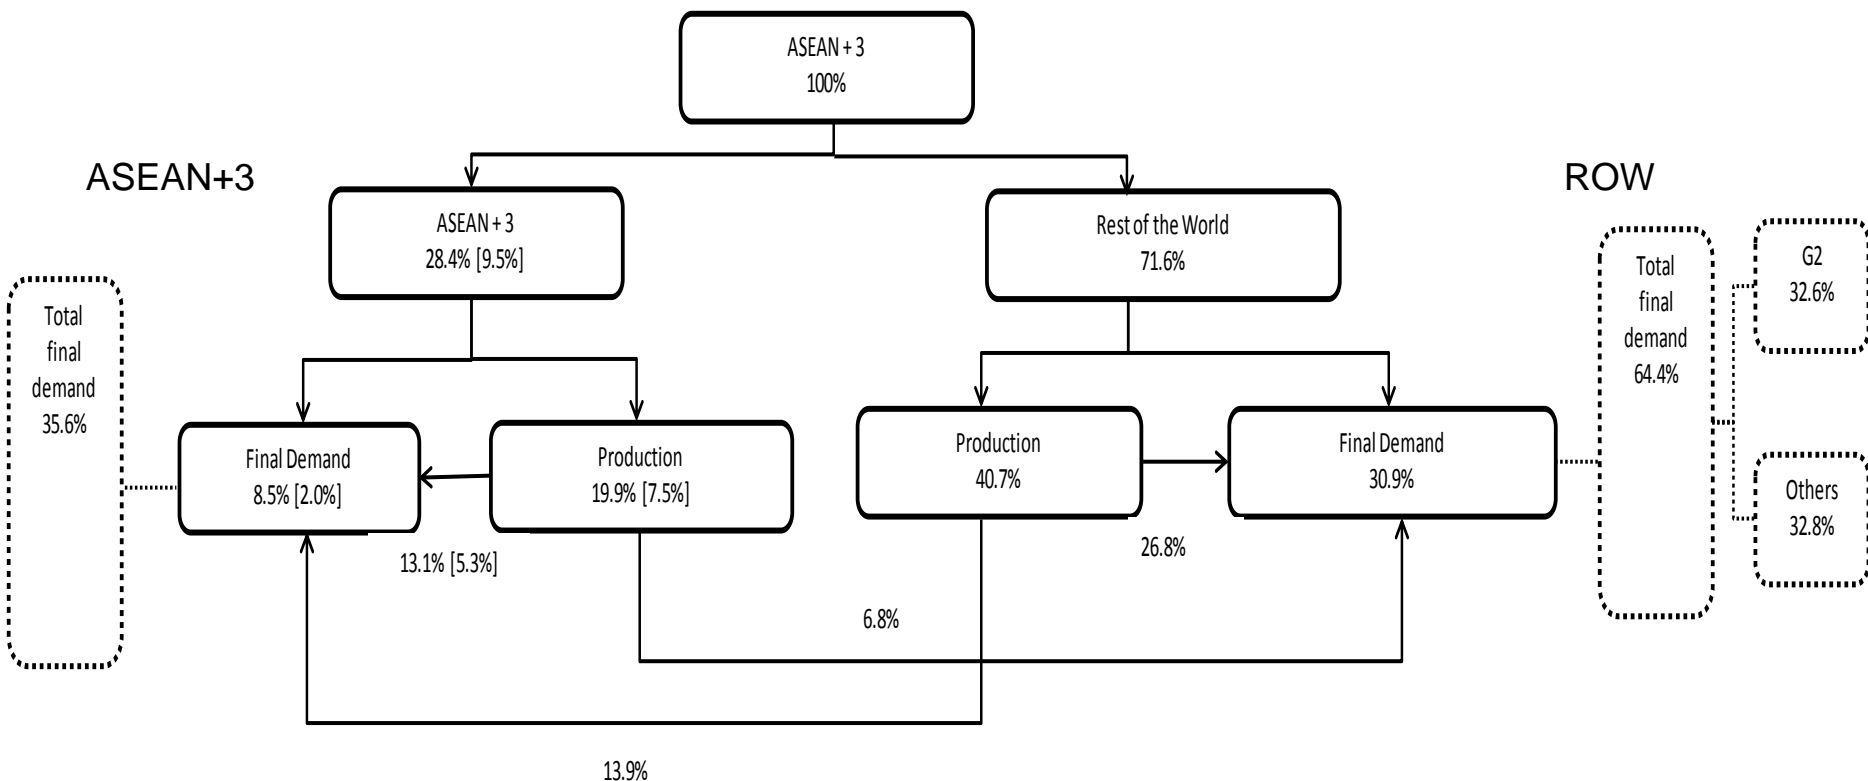 ASEAN + 3
100%
ASEAN+3
ROW
ASEAN + 3
28.4% [9.5%]
Rest of the World
71.6%
Total
final
demand
35.6%
Total
final
demand
64.4%
G2
32.6%
Final Demand
8.5% [2.0%]
Production
19.9% [7.5%]
Production
40.7%
Final Demand
30.9%
Others
32.8%
13.1% [5.3%]
26.8%
6.8%
13.9%